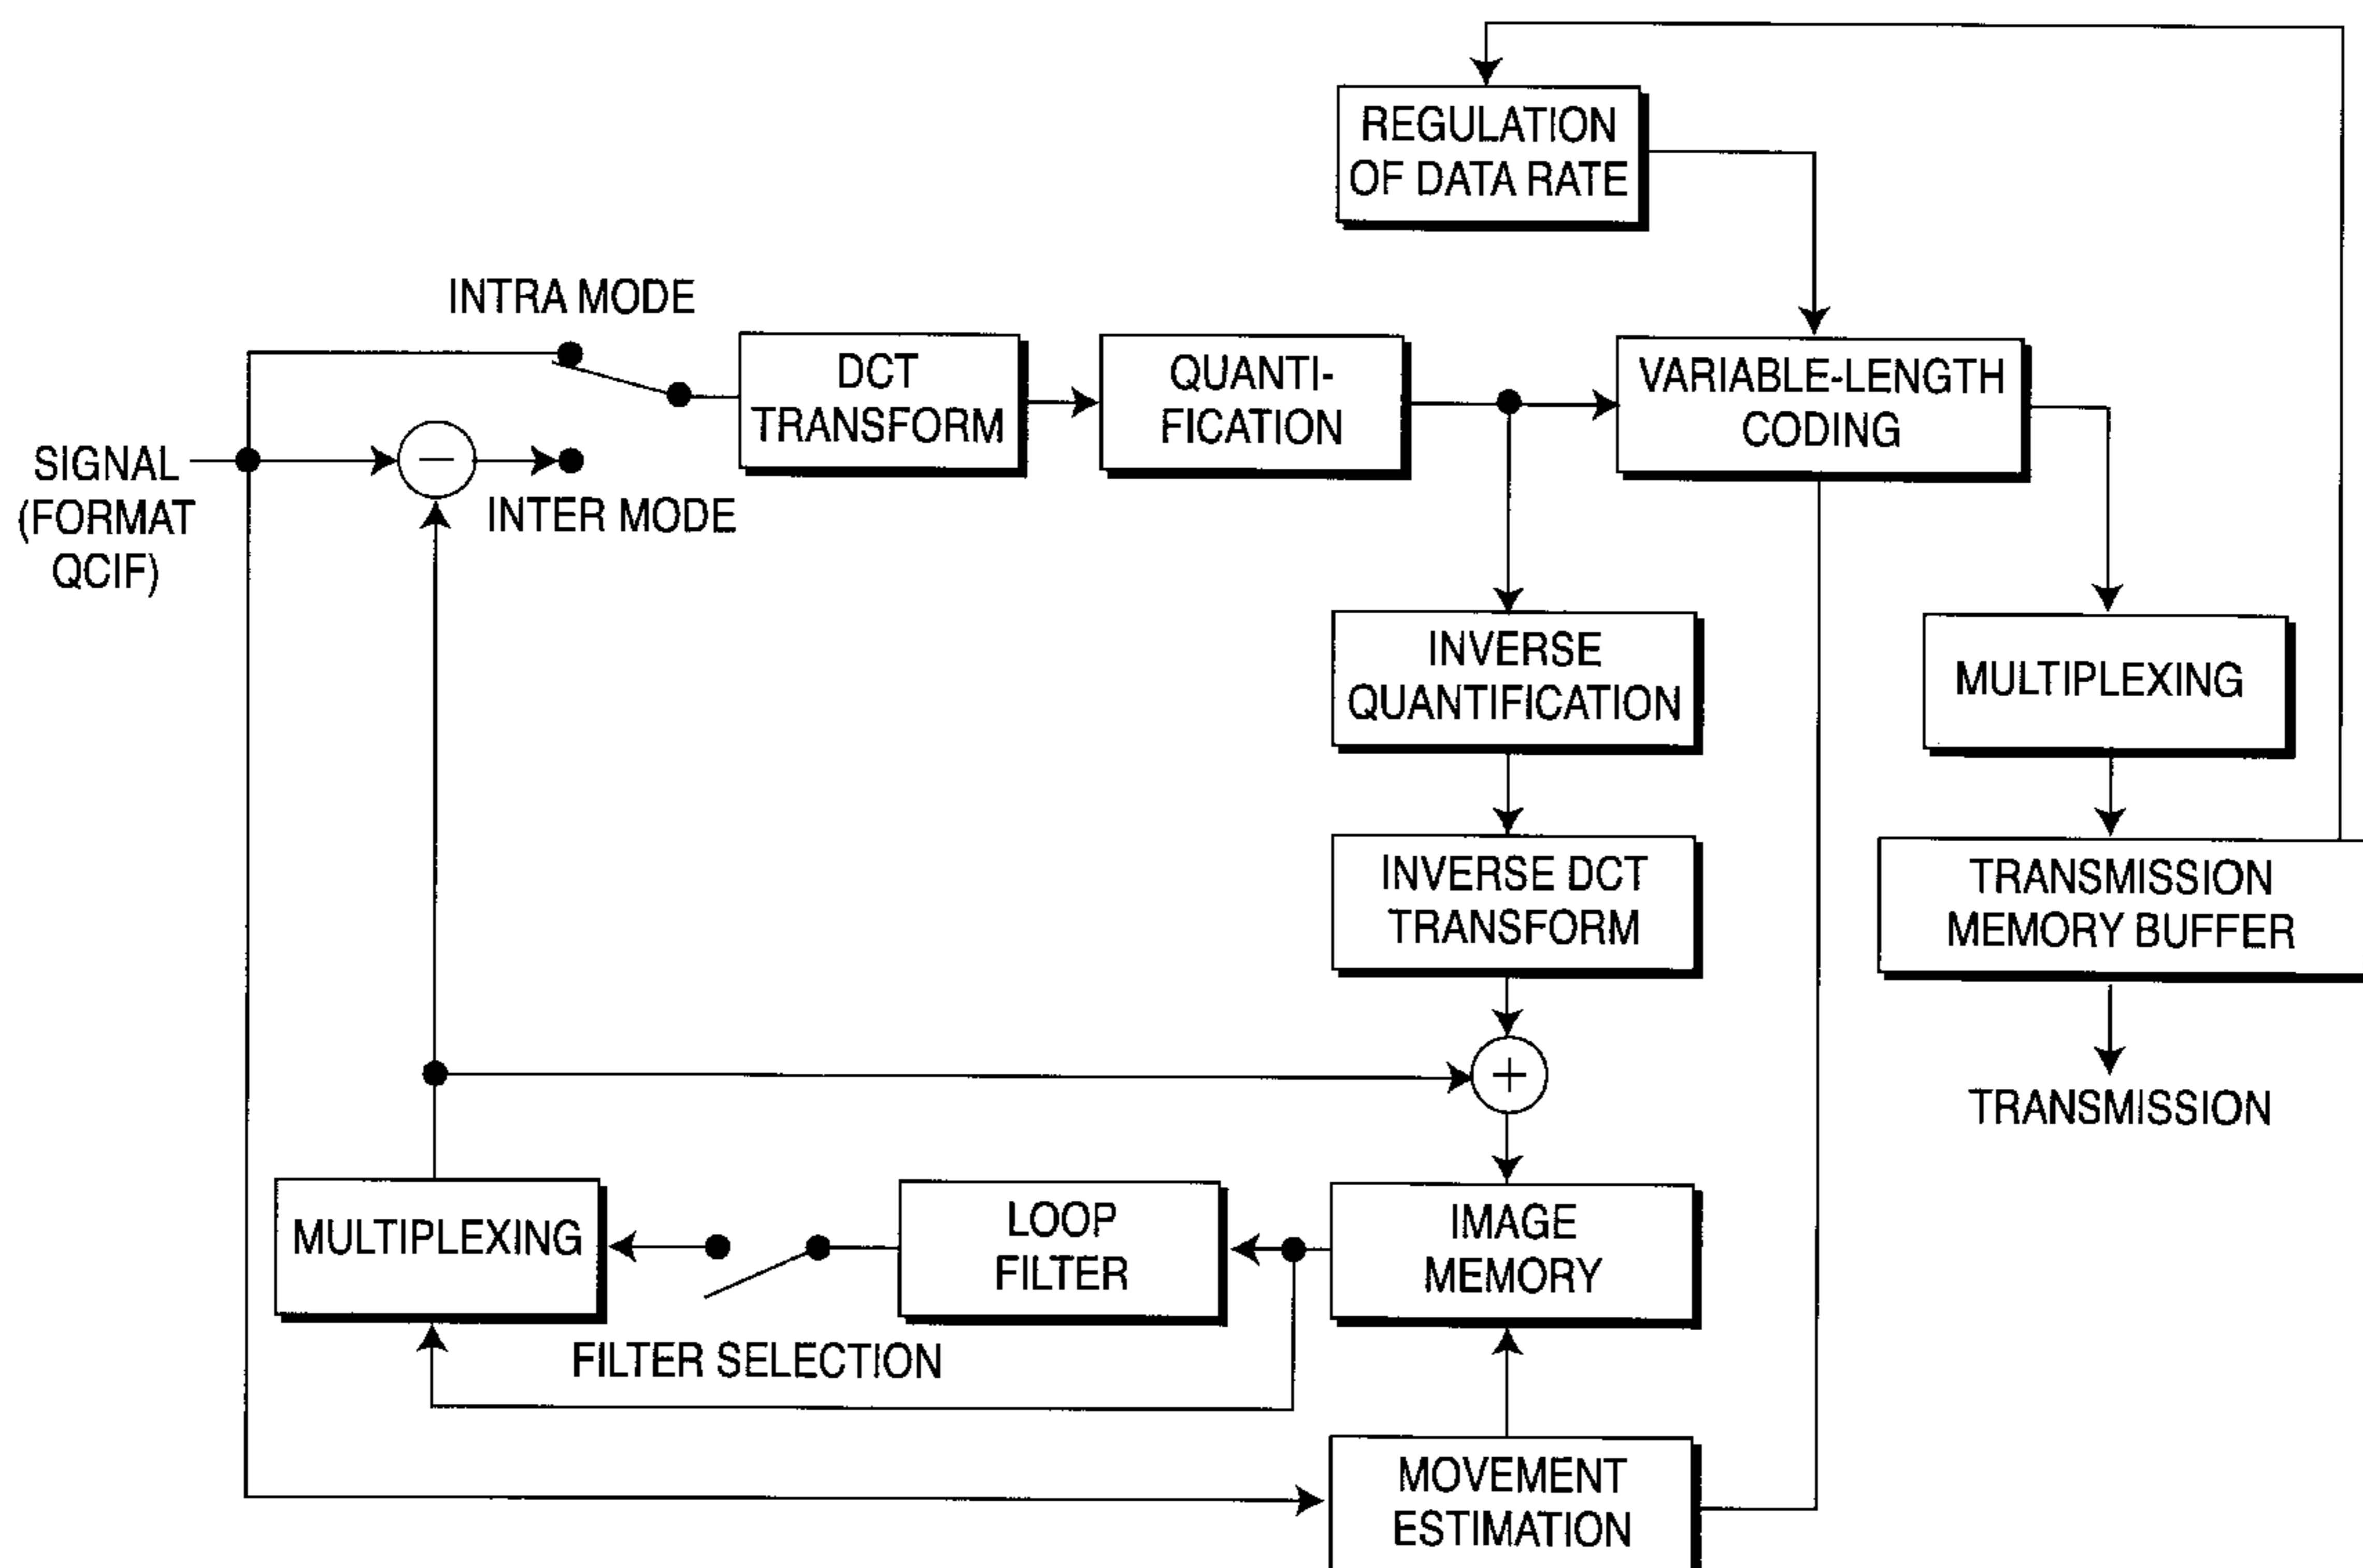 REGULATION
OF DATA RATE
INTRA MODE
DCT
TRANSFORM
QUANTI-
FICATION
VARIABLE-LENGTH
CODING
SIGNAL
(FORMAT
QCIF)
−
INTER MODE
INVERSE
QUANTIFICATION
MULTIPLEXING
INVERSE DCT
TRANSFORM
TRANSMISSION
MEMORY BUFFER
+
TRANSMISSION
MULTIPLEXING
LOOP
FILTER
IMAGE
MEMORY
FILTER SELECTION
MOVEMENT
ESTIMATION